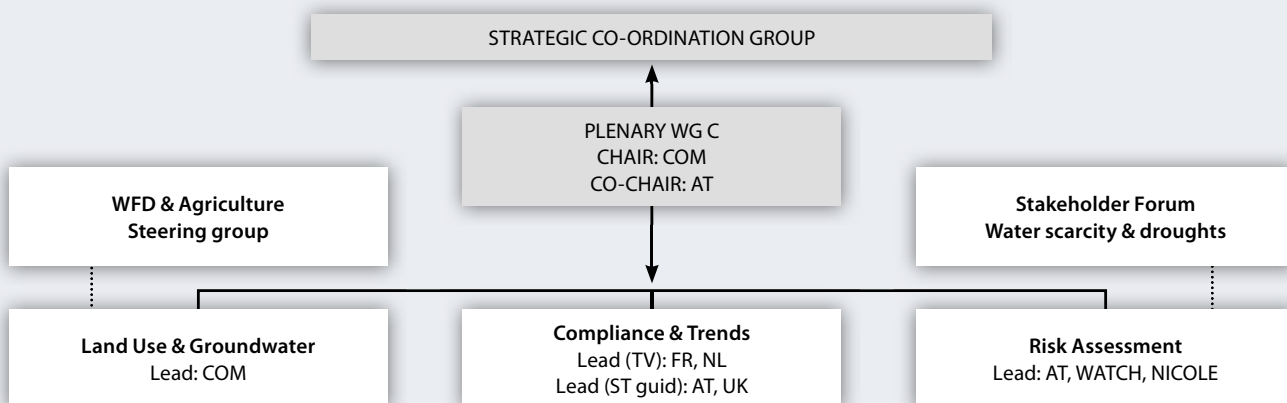 STRATEGIC CO-ORDINATION GROUP
PLENARY WG C
CHAIR: COM
CO-CHAIR: AT
WFD & Agriculture
Steering group
Stakeholder Forum
Water scarcity & droughts
Land Use & Groundwater
Lead: COM
Compliance & Trends
Lead (TV): FR, NL
Lead (ST guid): AT, UK
Risk Assessment
Lead: AT, WATCH, NICOLE